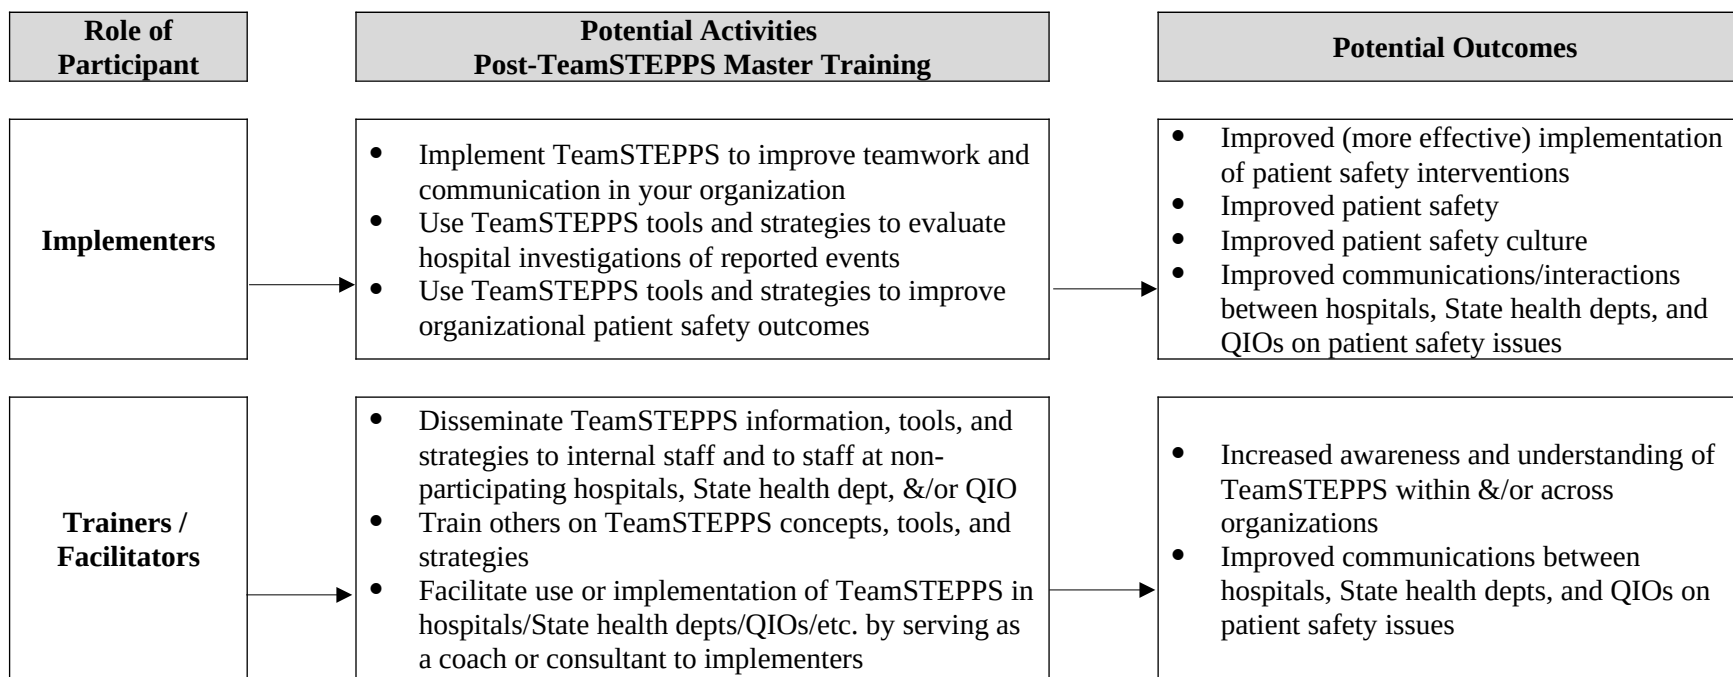 Role of
Participant
Potential Activities
Post-TeamSTEPPS Master Training
Potential Outcomes
Implementers
• Implement TeamSTEPPS to improve teamwork and
communication in your organization
• Use TeamSTEPPS tools and strategies to evaluate
hospital investigations of reported events
• Use TeamSTEPPS tools and strategies to improve
organizational patient safety outcomes
• Improved (more effective) implementation
of patient safety interventions
• Improved patient safety
• Improved patient safety culture
• Improved communications/interactions
between hospitals, State health depts, and
QIOs on patient safety issues
Trainers /
Facilitators
• Disseminate TeamSTEPPS information, tools, and
strategies to internal staff and to staff at non-
participating hospitals, State health dept, &/or QIO
• Train others on TeamSTEPPS concepts, tools, and
strategies
• Facilitate use or implementation of TeamSTEPPS in
hospitals/State health depts/QIOs/etc. by serving as
a coach or consultant to implementers
• Increased awareness and understanding of
TeamSTEPPS within &/or across
organizations
• Improved communications between
hospitals, State health depts, and QIOs on
patient safety issues